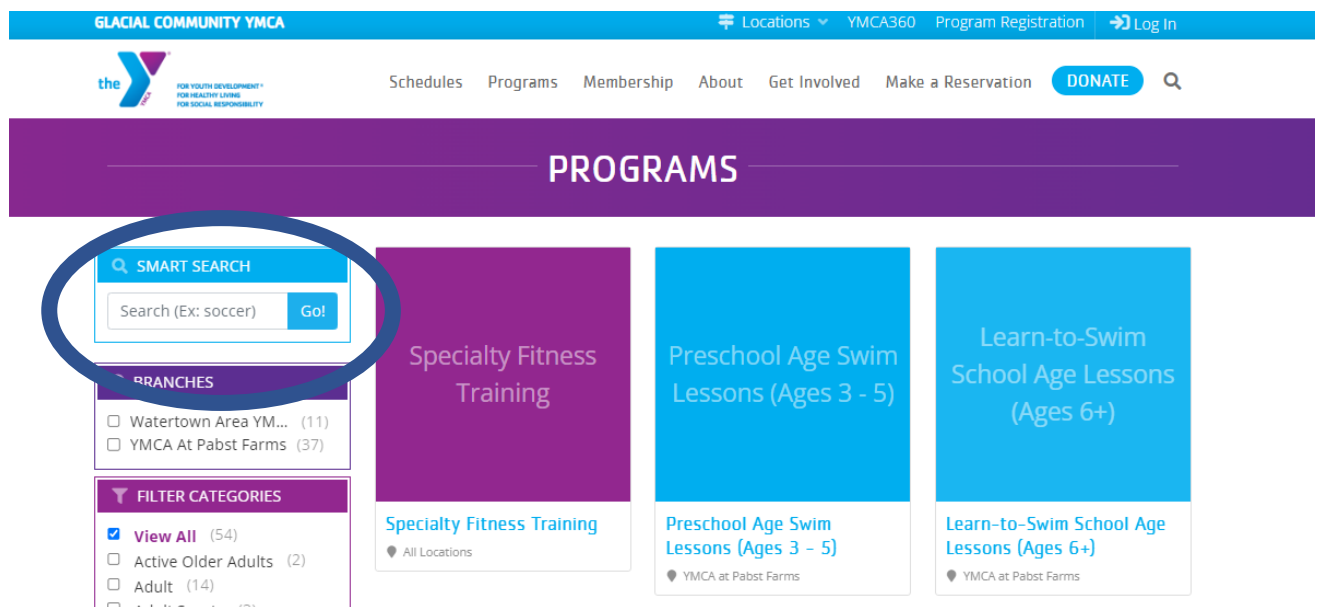 GLACIAL COMMUNITY YMCA
Locations YMCA360 Program Registration Log In
the YMCA
FOR YOUTH DEVELOPMENT®
FOR HEALTHY LIVING
FOR SOCIAL RESPONSIBILITY
Schedules Programs Membership About Get Involved Make a Reservation DONATE
PROGRAMS
SMART SEARCH
Search (Ex: soccer) Go!
BRANCHES
Watertown Area YM... (11)
YMCA At Pabst Farms (37)
FILTER CATEGORIES
View All (54)
Active Older Adults (2)
Adult (14)
Specialty Fitness
Training
Specialty Fitness Training
All Locations
Preschool Age Swim
Lessons (Ages 3 - 5)
Preschool Age Swim
Lessons (Ages 3 - 5)
YMCA at Pabst Farms
Learn-to-Swim
School Age Lessons
(Ages 6+)
Learn-to-Swim School Age
Lessons (Ages 6+)
YMCA at Pabst Farms